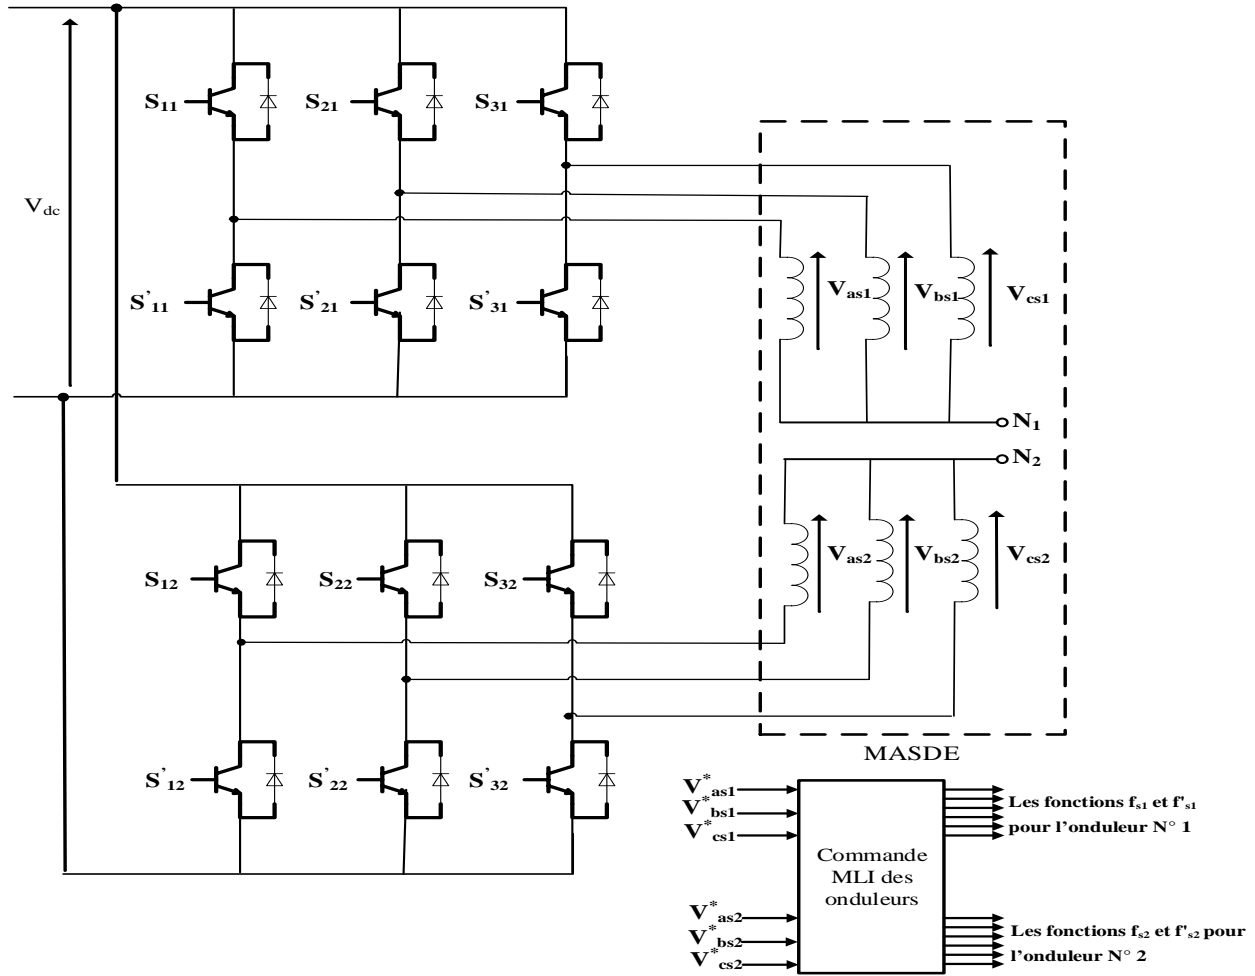 S11
S21
S31
Vdc
S'11
S'21
S'31
Vas1
Vbs1
Vcs1
N1
N2
S12
S22
S32
Vas2
Vbs2
Vcs2
S'12
S'22
S'32
MASDE
V*as1
V*bs1
V*cs1
Commande
MLI des
onduleurs
Les fonctions fs1 et f's1
pour l'onduleur N° 1
V*as2
V*bs2
V*cs2
Les fonctions fs2 et f's2 pour
l'onduleur N° 2